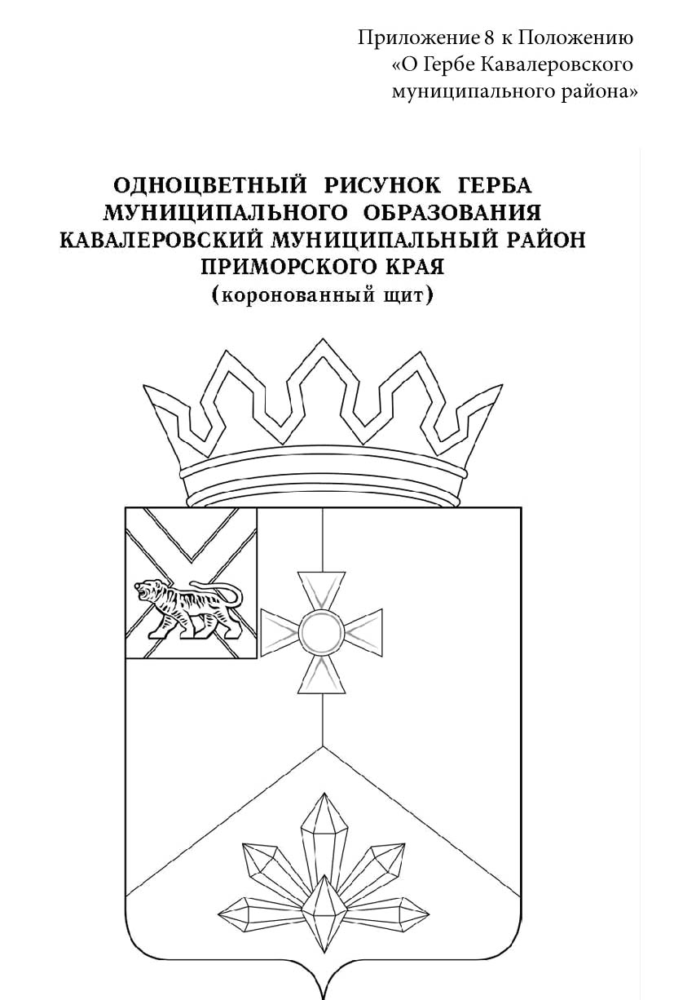 Приложение 8 к Положению
«О Гербе Кавалеровского
муниципального района»
ОДНОЦВЕТНЫЙ РИСУНОК ГЕРБА
МУНИЦИПАЛЬНОГО ОБРАЗОВАНИЯ
КАВАЛЕРОВСКИЙ МУНИЦИПАЛЬНЫЙ РАЙОН
ПРИМОРСКОГО КРАЯ
(коронованный щит)